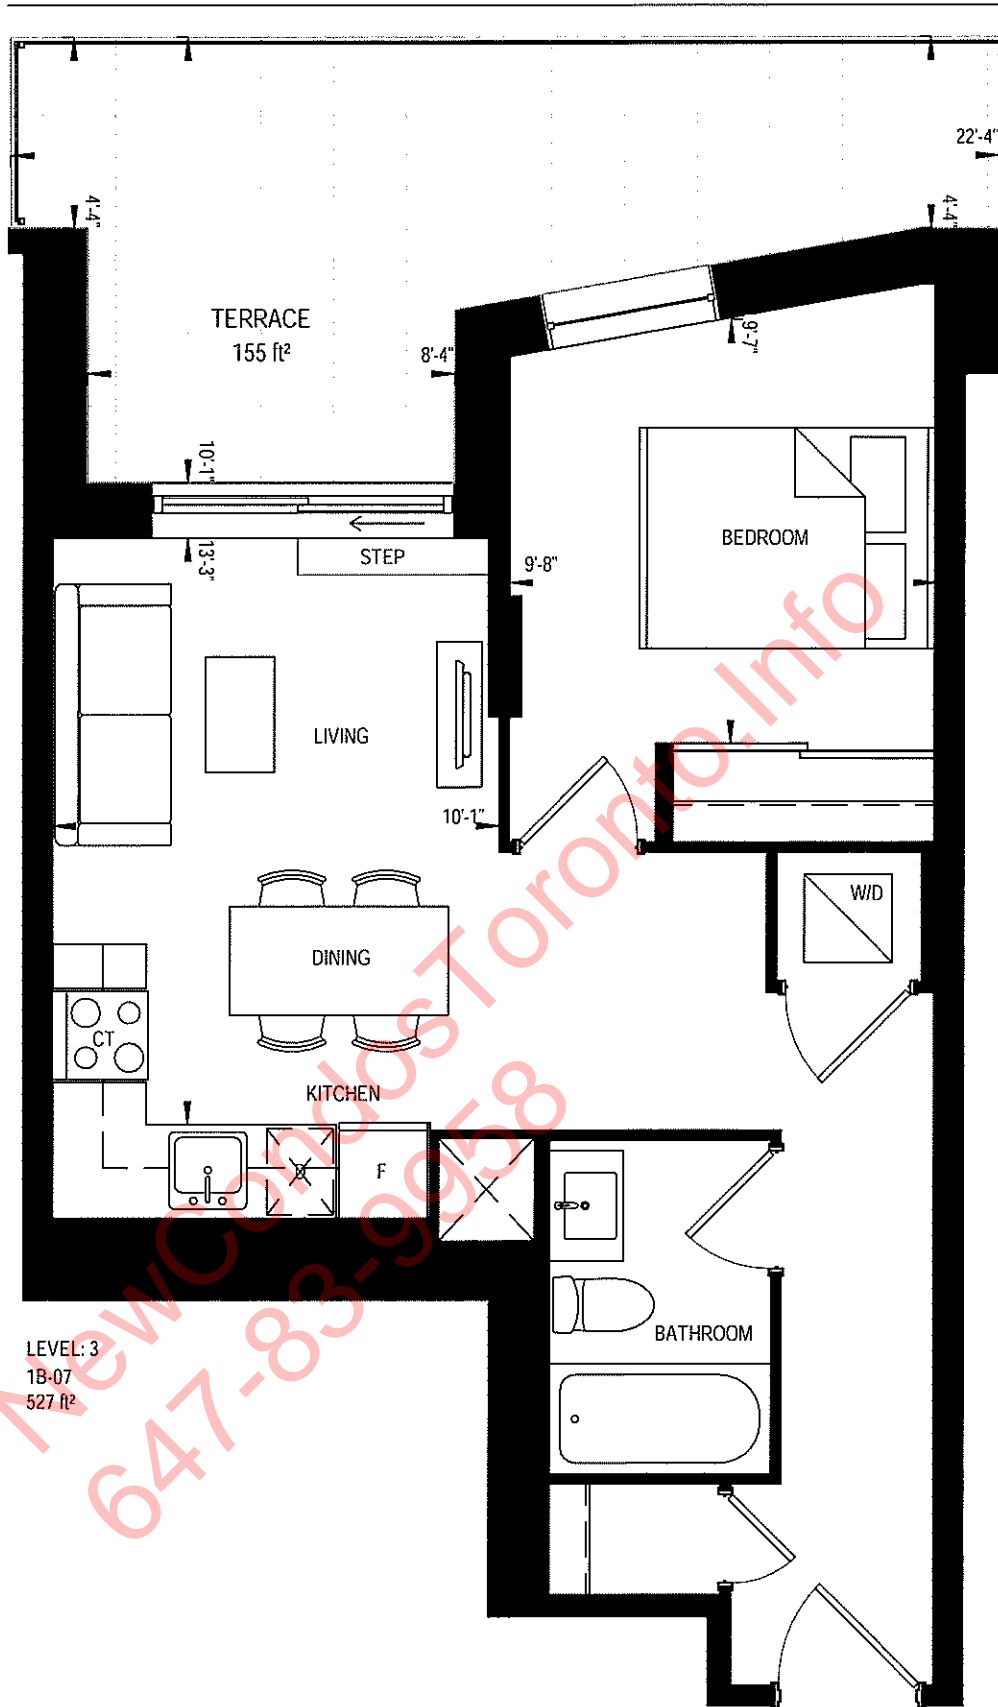 22'-4"
4'-4"
4'-4"
TERRACE
155 ft²
8'-4"
9'-7"
10'-1"
13'-3"
STEP
BEDROOM
9'-8"
LIVING
10'-1"
W/D
DINING
CT
KITCHEN
F
BATHROOM
LEVEL: 3
1B-07
527 ft²
NewCondosToronto.Info
647-83-9958